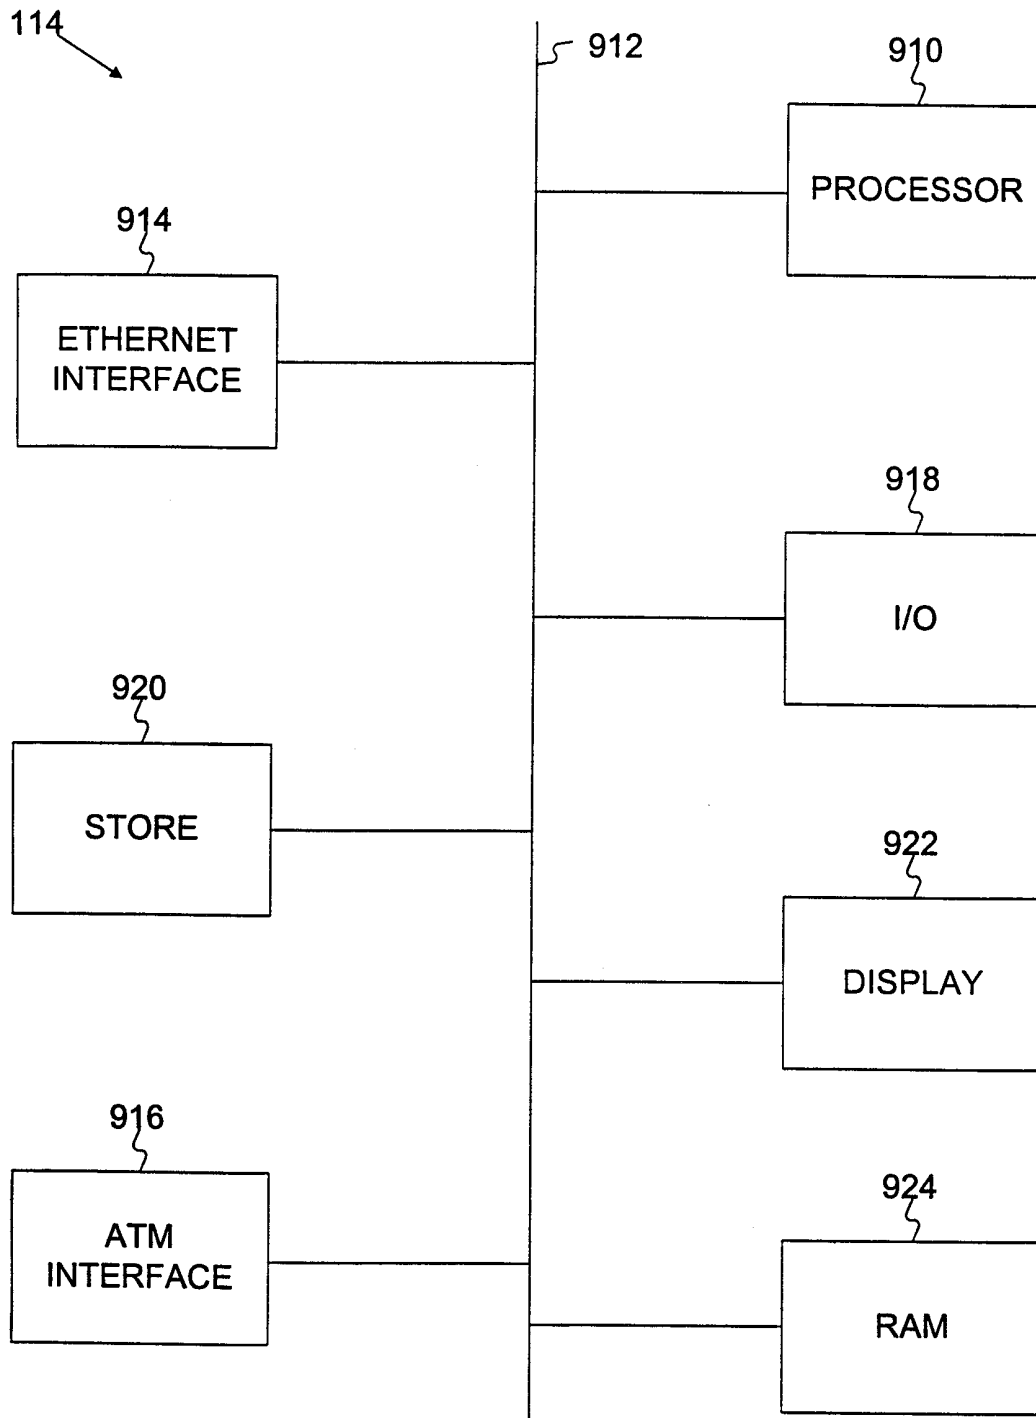 114
912
910
PROCESSOR
914
ETHERNET
INTERFACE
918
I/O
920
STORE
922
DISPLAY
916
ATM
INTERFACE
924
RAM